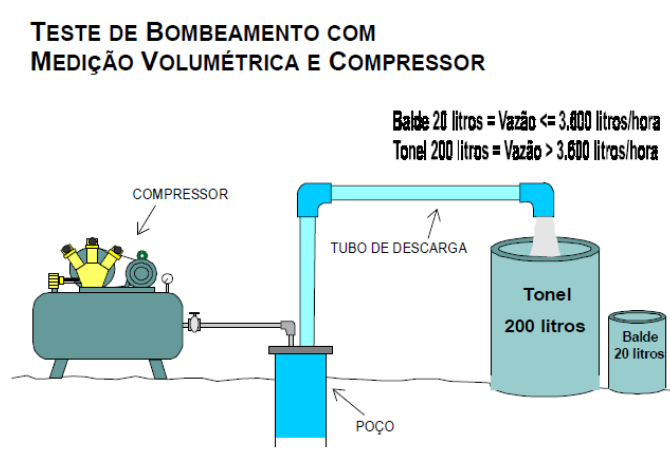 TESTE DE BOMBEAMENTO COM
MEDIÇÃO VOLUMÉTRICA E COMPRESSOR
Balde 20 litros = Vazão <= 3.600 litros/hora
Tonel 200 litros = Vazão > 3.600 litros/hora
COMPRESSOR
TUBO DE DESCARGA
Tonel
200 litros
Balde
20 litros
POÇO